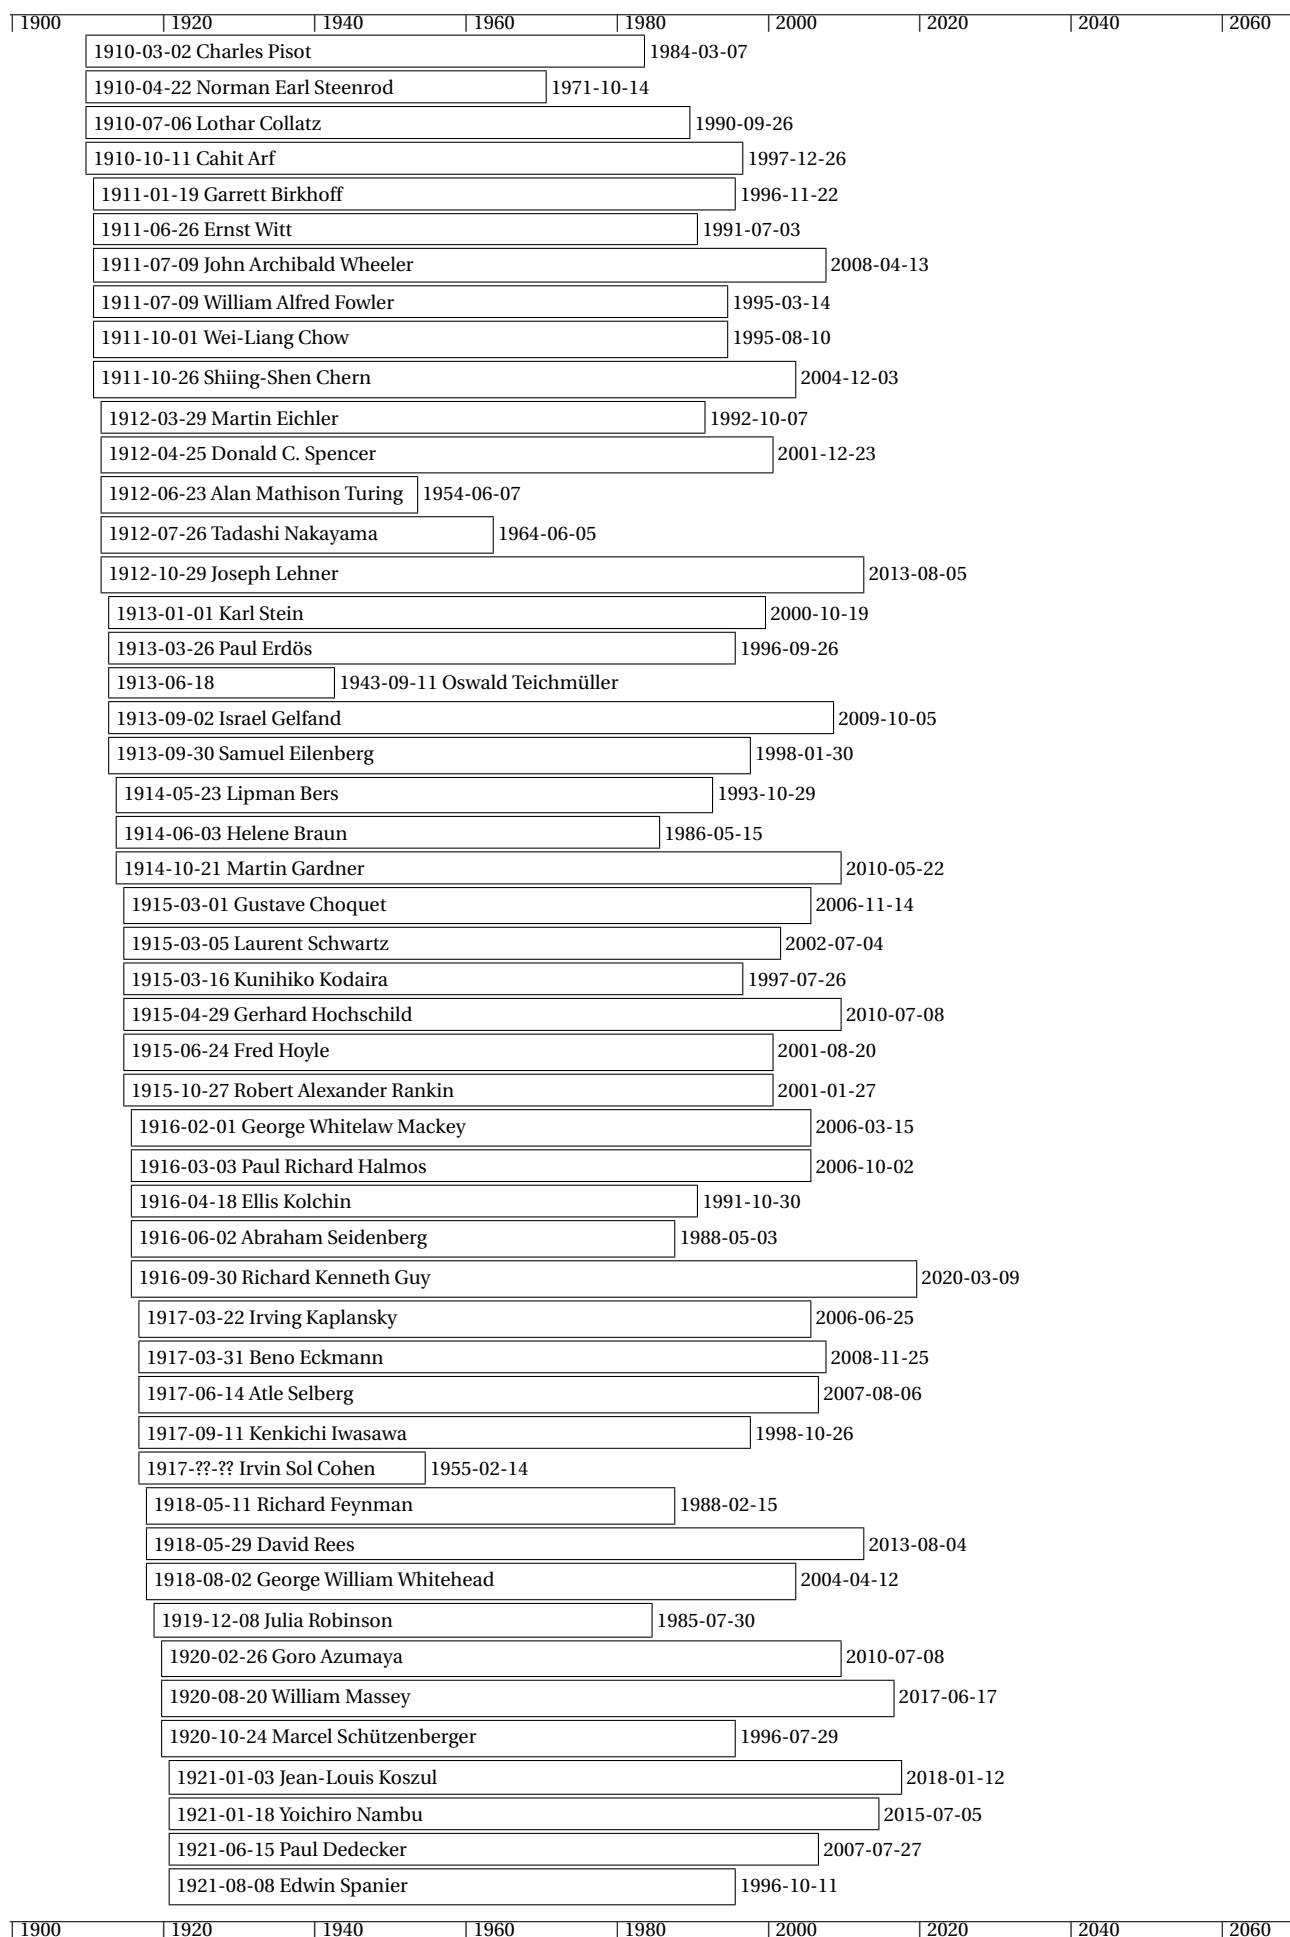 1900 1920 1940 1960 1980 2000 2020 2040 2060
1910-03-02 Charles Pisot 1984-03-07
1910-04-22 Norman Earl Steenrod 1971-10-14
1910-07-06 Lothar Collatz 1990-09-26
1910-10-11 Cahit Arf 1997-12-26
1911-01-19 Garrett Birkhoff 1996-11-22
1911-06-26 Ernst Witt 1991-07-03
1911-07-09 John Archibald Wheeler 2008-04-13
1911-07-09 William Alfred Fowler 1995-03-14
1911-10-01 Wei-Liang Chow 1995-08-10
1911-10-26 Shiing-Shen Chern 2004-12-03
1912-03-29 Martin Eichler 1992-10-07
1912-04-25 Donald C. Spencer 2001-12-23
1912-06-23 Alan Mathison Turing 1954-06-07
1912-07-26 Tadashi Nakayama 1964-06-05
1912-10-29 Joseph Lehner 2013-08-05
1913-01-01 Karl Stein 2000-10-19
1913-03-26 Paul Erdös 1996-09-26
1913-06-18 1943-09-11 Oswald Teichmüller
1913-09-02 Israel Gelfand 2009-10-05
1913-09-30 Samuel Eilenberg 1998-01-30
1914-05-23 Lipman Bers 1993-10-29
1914-06-03 Helene Braun 1986-05-15
1914-10-21 Martin Gardner 2010-05-22
1915-03-01 Gustave Choquet 2006-11-14
1915-03-05 Laurent Schwartz 2002-07-04
1915-03-16 Kunihiko Kodaira 1997-07-26
1915-04-29 Gerhard Hochschild 2010-07-08
1915-06-24 Fred Hoyle 2001-08-20
1915-10-27 Robert Alexander Rankin 2001-01-27
1916-02-01 George Whitelaw Mackey 2006-03-15
1916-03-03 Paul Richard Halmos 2006-10-02
1916-04-18 Ellis Kolchin 1991-10-30
1916-06-02 Abraham Seidenberg 1988-05-03
1916-09-30 Richard Kenneth Guy 2020-03-09
1917-03-22 Irving Kaplansky 2006-06-25
1917-03-31 Beno Eckmann 2008-11-25
1917-06-14 Atle Selberg 2007-08-06
1917-09-11 Kenkichi Iwasawa 1998-10-26
1917-??-?? Irvin Sol Cohen 1955-02-14
1918-05-11 Richard Feynman 1988-02-15
1918-05-29 David Rees 2013-08-04
1918-08-02 George William Whitehead 2004-04-12
1919-12-08 Julia Robinson 1985-07-30
1920-02-26 Goro Azumaya 2010-07-08
1920-08-20 William Massey 2017-06-17
1920-10-24 Marcel Schützenberger 1996-07-29
1921-01-03 Jean-Louis Koszul 2018-01-12
1921-01-18 Yoichiro Nambu 2015-07-05
1921-06-15 Paul Dedecker 2007-07-27
1921-08-08 Edwin Spanier 1996-10-11
1900 1920 1940 1960 1980 2000 2020 2040 2060